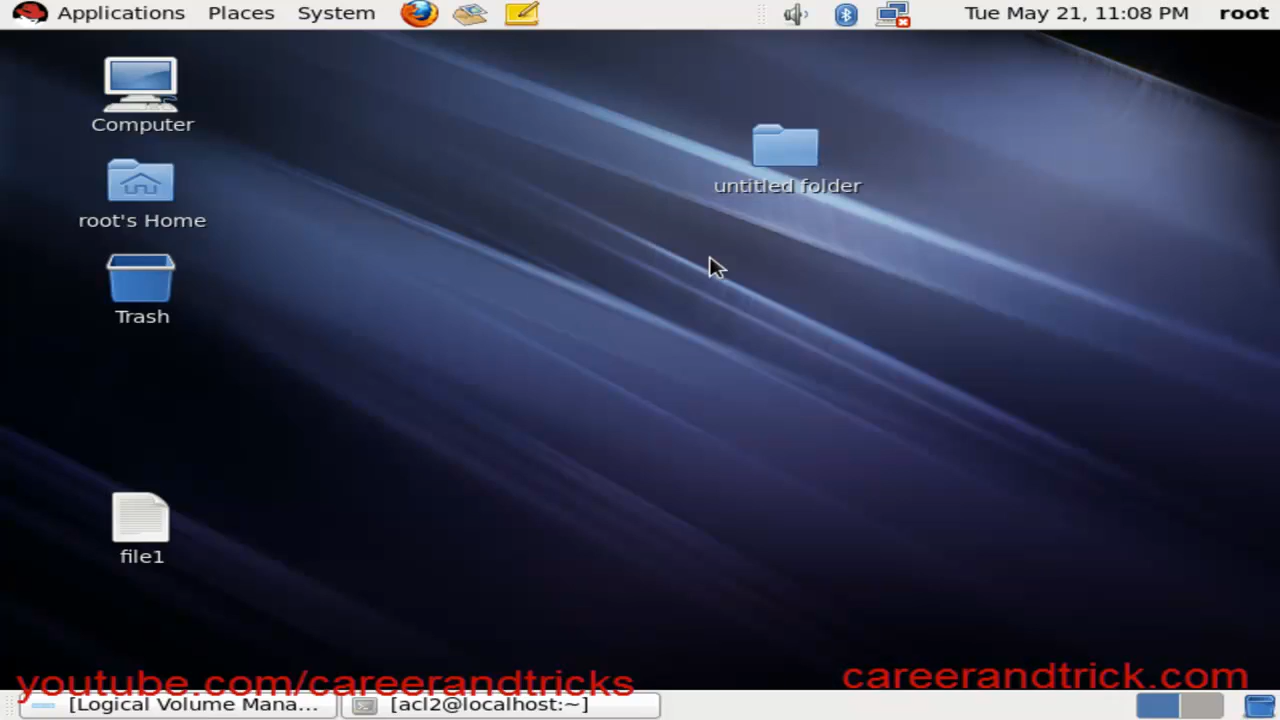 Applications Places System Tue May 21, 11:08 PM root
Computer
untitled folder
root's Home
Trash
file1
youtube.com/careerandtricks careerandtrick.com
[Logical Volume Mana... [acl2@localhost:~]